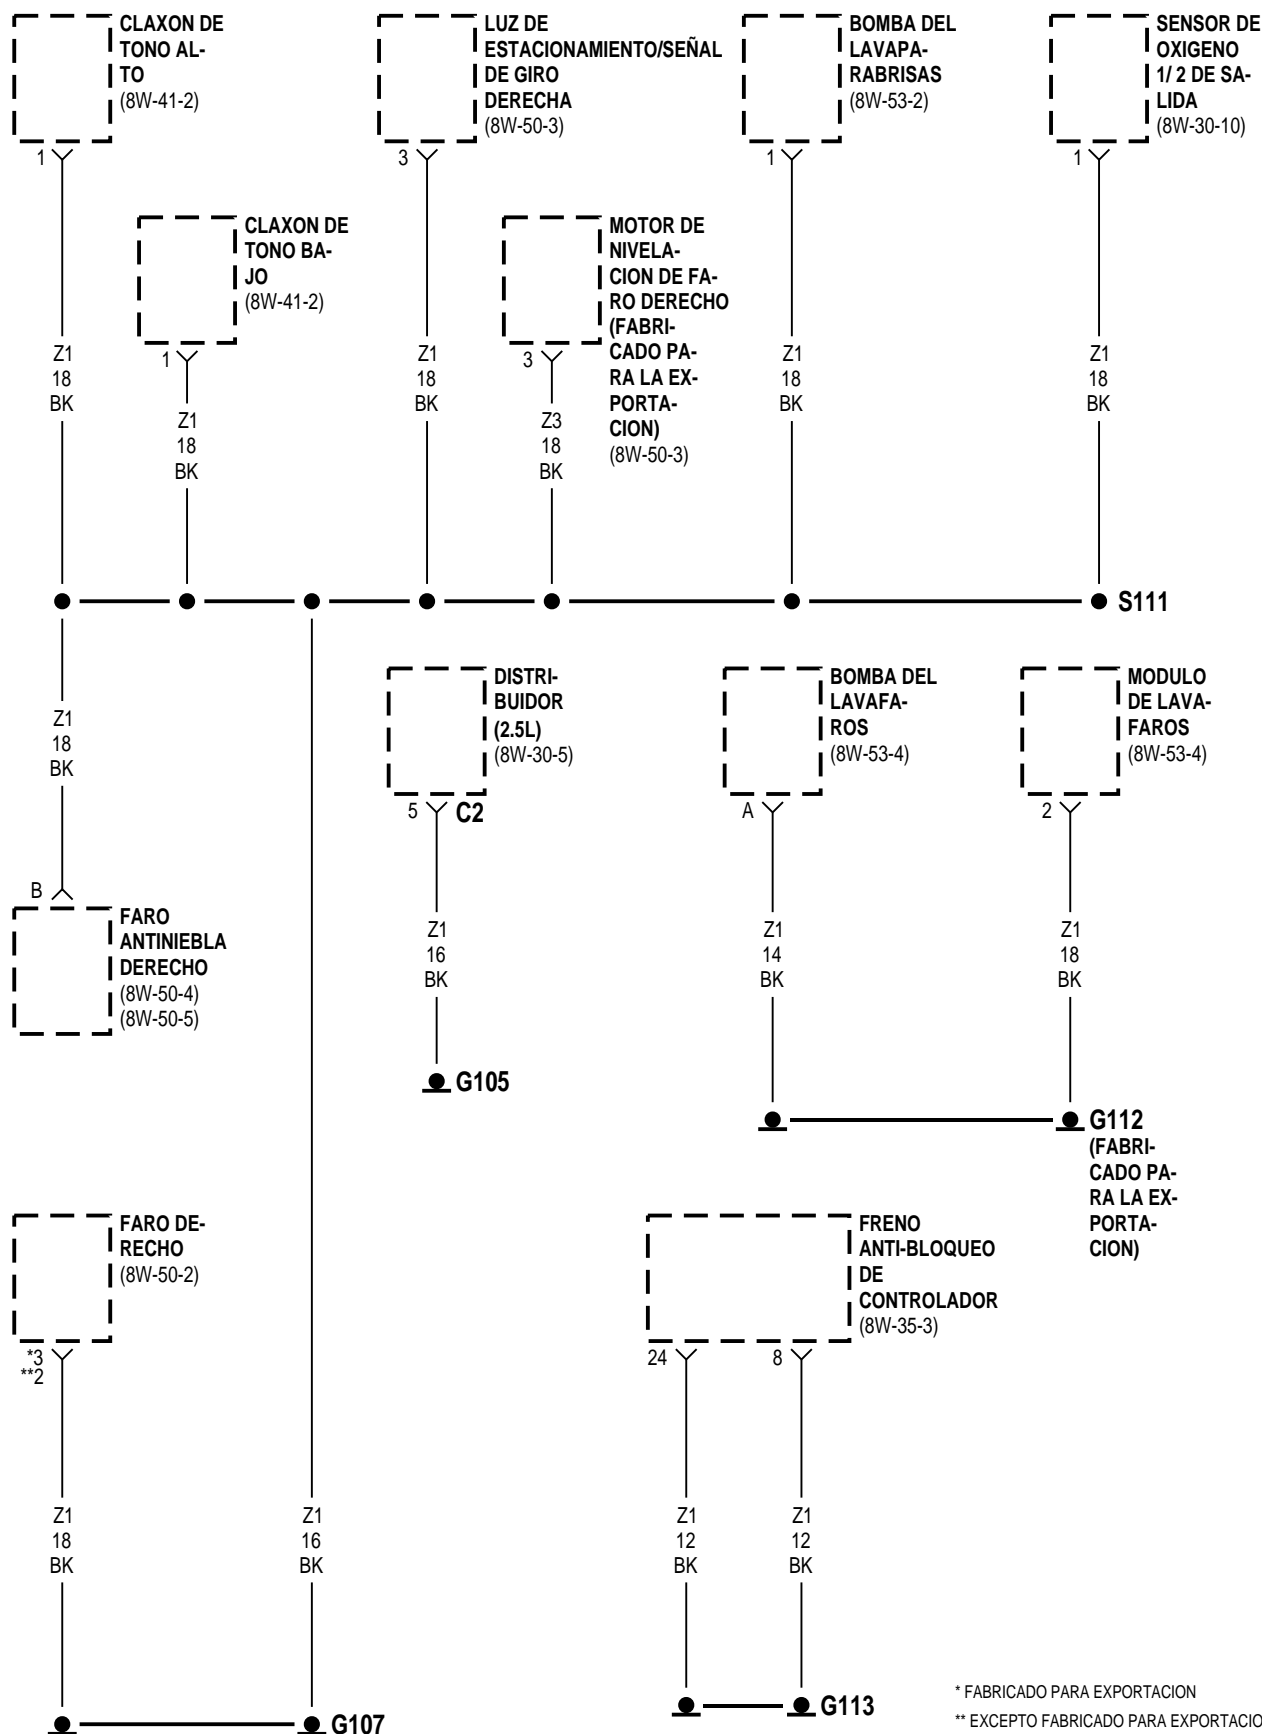 CLAXON DE
TONO AL-
TO
(8W-41-2)
1
Z1
18
BK
LUZ DE
ESTACIONAMIENTO/SEÑAL
DE GIRO
DERECHA
(8W-50-3)
3
Z1
18
BK
BOMBA DEL
LAVAPA-
RABRISAS
(8W-53-2)
1
Z1
18
BK
SENSOR DE
OXIGENO
1/ 2 DE SA-
LIDA
(8W-30-10)
1
Z1
18
BK
CLAXON DE
TONO BA-
JO
(8W-41-2)
1
Z1
18
BK
MOTOR DE
NIVELA-
CION DE FA-
RO DERECHO
(FABRI-
CADO PA-
RA LA EX-
PORTA-
CION)
(8W-50-3)
3
Z3
18
BK
S111
Z1
18
BK
B
FARO
ANTINIEBLA
DERECHO
(8W-50-4)
(8W-50-5)
DISTRI-
BUIDOR
(2.5L)
(8W-30-5)
5
C2
Z1
16
BK
G105
BOMBA DEL
LAVAFA-
ROS
(8W-53-4)
A
Z1
14
BK
MODULO
DE LAVA-
FAROS
(8W-53-4)
2
Z1
18
BK
G112
(FABRI-
CADO PA-
RA LA EX-
PORTA-
CION)
FARO DE-
RECHO
(8W-50-2)
*3
**2
Z1
18
BK
Z1
16
BK
G107
FRENO
ANTI-BLOQUEO
DE
CONTROLADOR
(8W-35-3)
24
8
Z1
12
BK
Z1
12
BK
G113
* FABRICADO PARA EXPORTACION
** EXCEPTO FABRICADO PARA EXPORTACIO